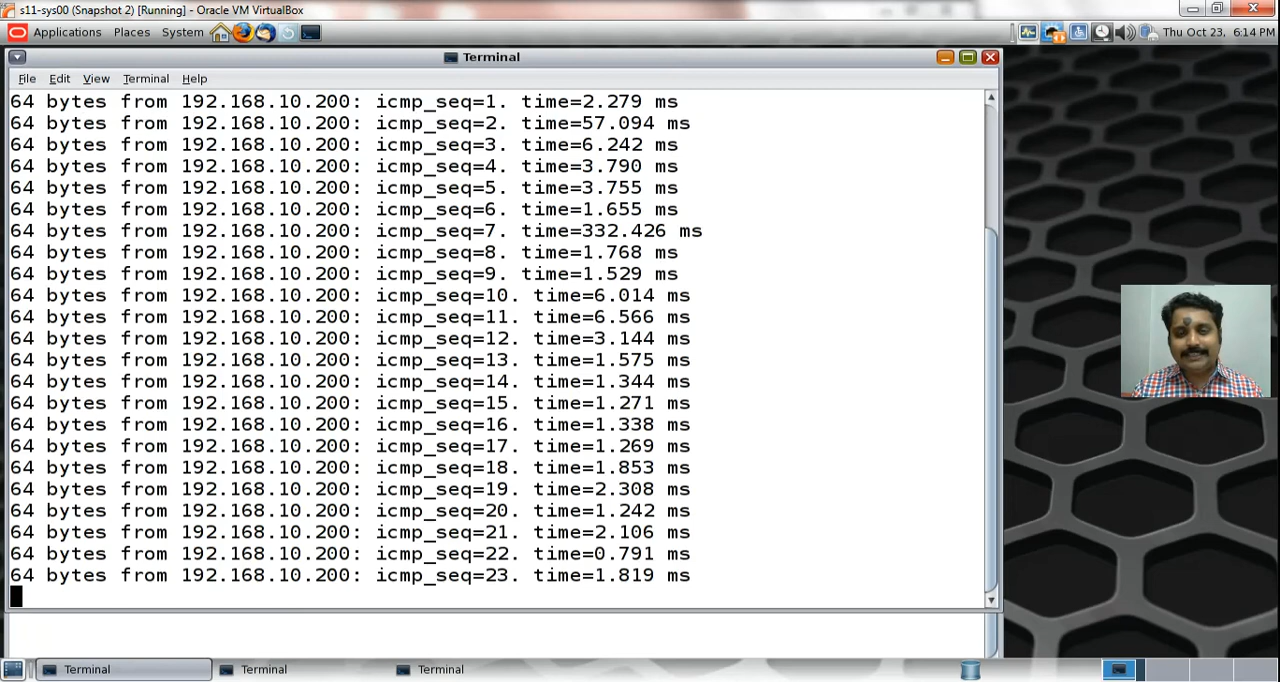 s11-sys00 (Snapshot 2) [Running] - Oracle VM VirtualBox
Applications Places System Thu Oct 23, 6:14 PM
Terminal
File Edit View Terminal Help
64 bytes from 192.168.10.200: icmp_seq=1. time=2.279 ms
64 bytes from 192.168.10.200: icmp_seq=2. time=57.094 ms
64 bytes from 192.168.10.200: icmp_seq=3. time=6.242 ms
64 bytes from 192.168.10.200: icmp_seq=4. time=3.790 ms
64 bytes from 192.168.10.200: icmp_seq=5. time=3.755 ms
64 bytes from 192.168.10.200: icmp_seq=6. time=1.655 ms
64 bytes from 192.168.10.200: icmp_seq=7. time=332.426 ms
64 bytes from 192.168.10.200: icmp_seq=8. time=1.768 ms
64 bytes from 192.168.10.200: icmp_seq=9. time=1.529 ms
64 bytes from 192.168.10.200: icmp_seq=10. time=6.014 ms
64 bytes from 192.168.10.200: icmp_seq=11. time=6.566 ms
64 bytes from 192.168.10.200: icmp_seq=12. time=3.144 ms
64 bytes from 192.168.10.200: icmp_seq=13. time=1.575 ms
64 bytes from 192.168.10.200: icmp_seq=14. time=1.344 ms
64 bytes from 192.168.10.200: icmp_seq=15. time=1.271 ms
64 bytes from 192.168.10.200: icmp_seq=16. time=1.338 ms
64 bytes from 192.168.10.200: icmp_seq=17. time=1.269 ms
64 bytes from 192.168.10.200: icmp_seq=18. time=1.853 ms
64 bytes from 192.168.10.200: icmp_seq=19. time=2.308 ms
64 bytes from 192.168.10.200: icmp_seq=20. time=1.242 ms
64 bytes from 192.168.10.200: icmp_seq=21. time=2.106 ms
64 bytes from 192.168.10.200: icmp_seq=22. time=0.791 ms
64 bytes from 192.168.10.200: icmp_seq=23. time=1.819 ms
Terminal Terminal Terminal